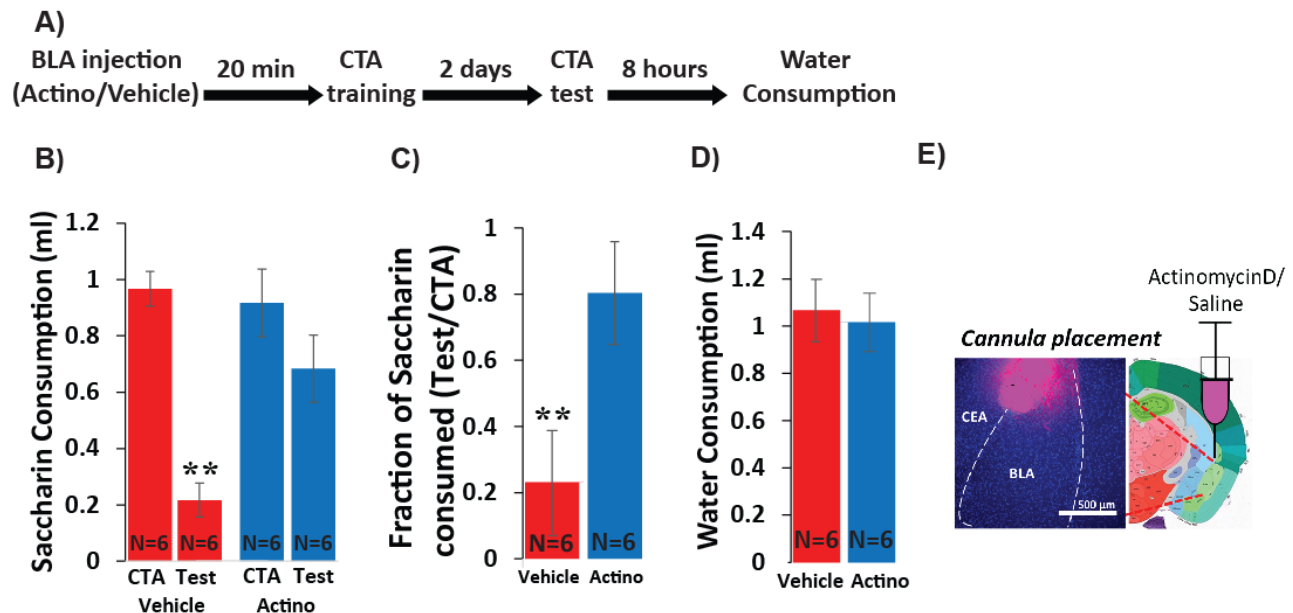 A)
BLA injection
(Actino/Vehicle)
20 min
CTA
training
2 days
CTA
test
8 hours
Water
Consumption
B)
Saccharin Consumption (ml)
1.2
1
0.8
0.6
0.4
0.2
0
**
N=6 N=6 N=6 N=6
CTA Test CTA Test
Vehicle Actino
C)
Fraction of Saccharin
consumed (Test/CTA)
1
0.8
0.6
0.4
0.2
0
**
N=6 N=6
Vehicle Actino
D)
Water Consumption (ml)
1.4
1.2
1
0.8
0.6
0.4
0.2
0
N=6 N=6
Vehicle Actino
E)
ActinomycinD/
Saline
Cannula placement
CEA
BLA
500 µm